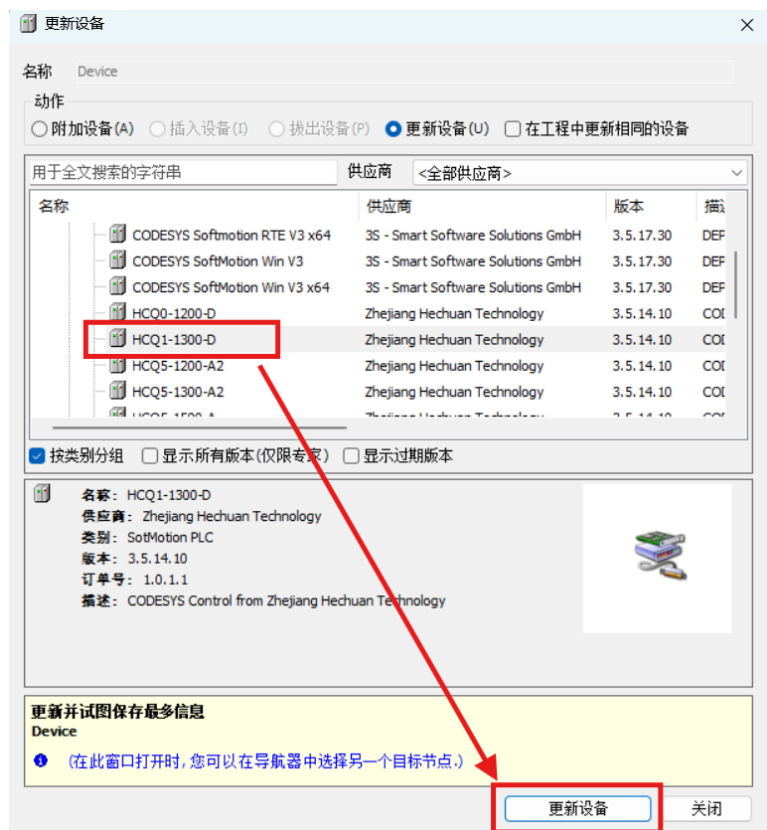 更新设备
名称 Device
动作
附加设备(A) 插入设备(I) 拔出设备(P) 更新设备(U) 在工程中更新相同的设备
用于全文搜索的字符串 供应商 <全部供应商>
名称 供应商 版本
CODESYS Softmotion RTE V3 x64 3S - Smart Software Solutions GmbH 3.5.17.30 DEF
CODESYS SoftMotion Win V3 3S - Smart Software Solutions GmbH 3.5.17.30 DEF
CODESYS SoftMotion Win V3 x64 3S - Smart Software Solutions GmbH 3.5.17.30 DEF
HCQ0-1200-D Zhejiang Hechuan Technology 3.5.14.10 COD
HCQ1-1300-D Zhejiang Hechuan Technology 3.5.14.10 COD
HCQ5-1200-A2 Zhejiang Hechuan Technology 3.5.14.10 COD
HCQ5-1300-A2 Zhejiang Hechuan Technology 3.5.14.10 COD
按类别分组 显示所有版本(仅限专家) 显示过期版本
名称: HCQ1-1300-D
供应商: Zhejiang Hechuan Technology
类别: SotMotion PLC
版本: 3.5.14.10
订单号: 1.0.1.1
描述: CODESYS Control from Zhejiang Hechuan Technology
更新并试图保存最多信息
Device
(在此窗口打开时,您可以在导航器中选择另一个目标节点.)
更新设备 关闭